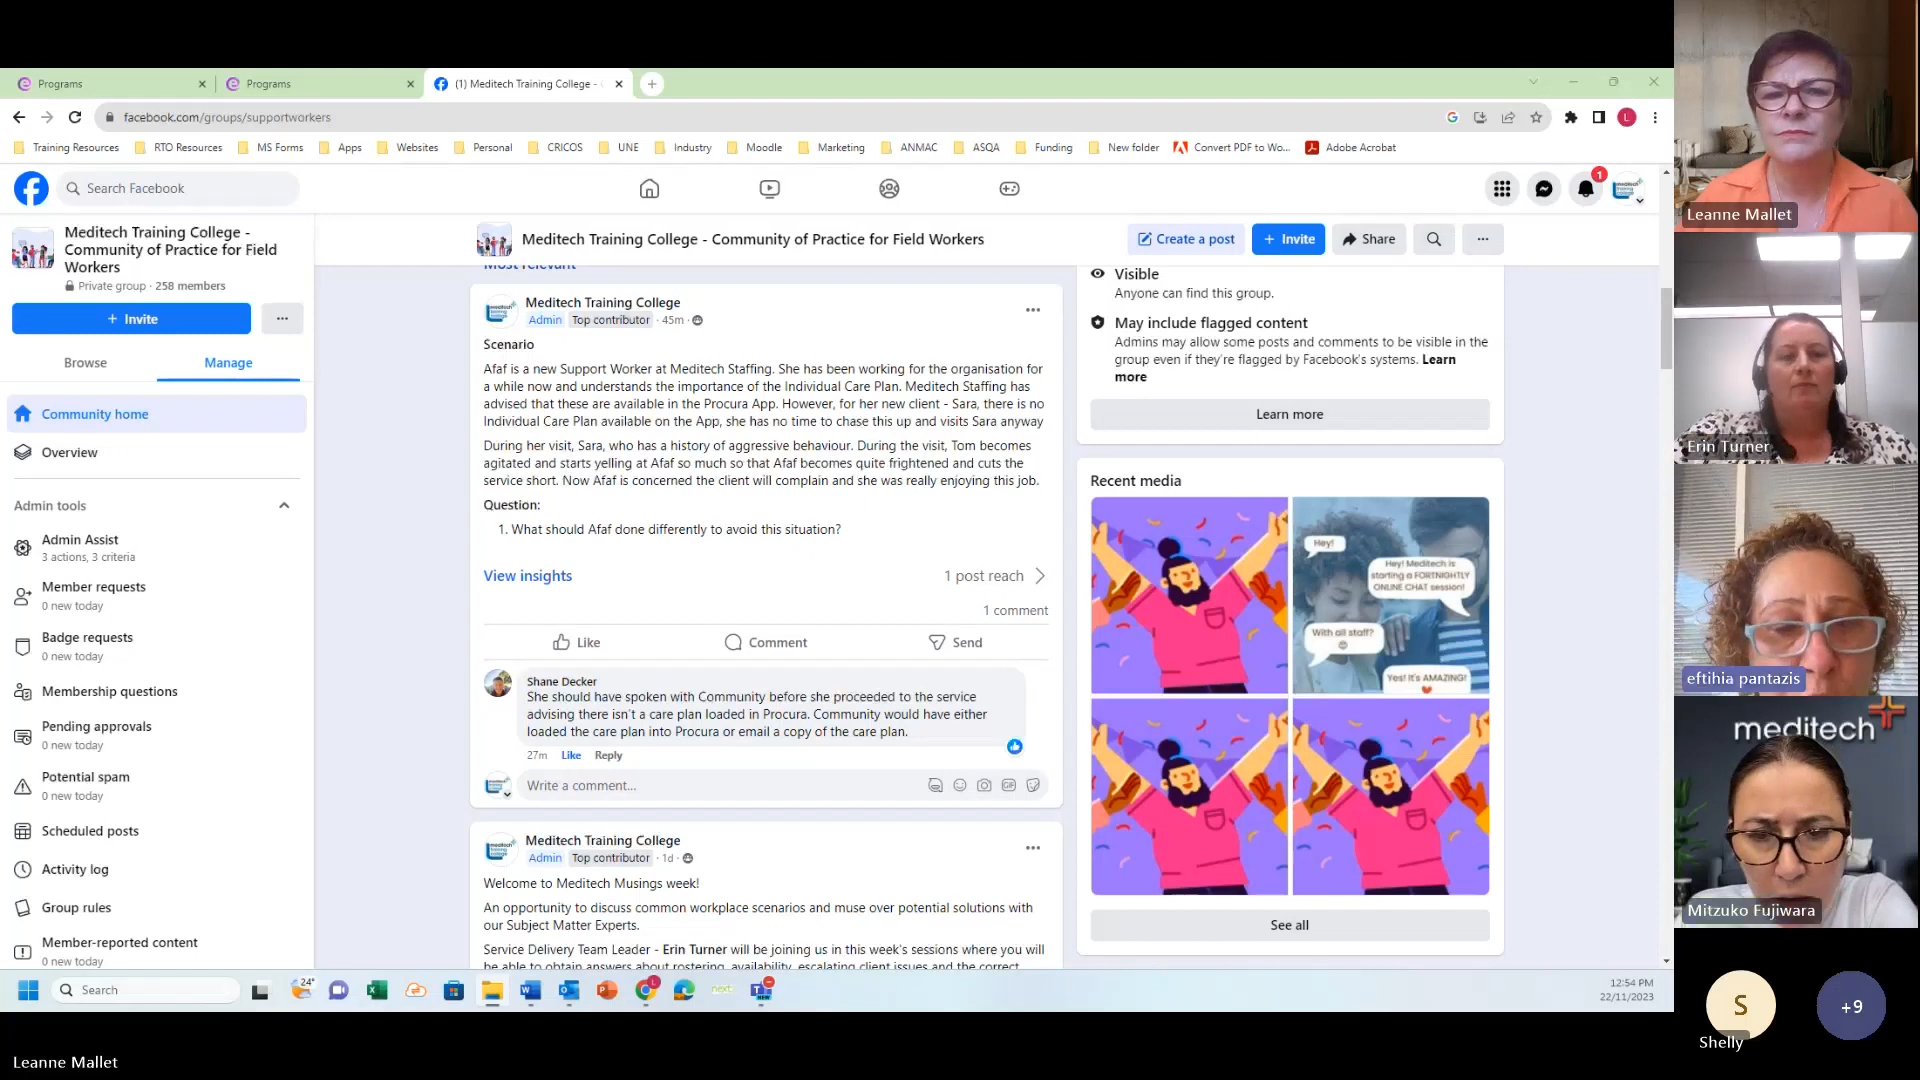 Programs
Programs
(1) Meditech Training College -
facebook.com/groups/supportworkers
Training Resources
RTO Resources
MS Forms
Apps
Websites
Personal
CRICOS
UNE
Industry
Moodle
Marketing
ANMAC
ASQA
Funding
New folder
Convert PDF to Wo...
Adobe Acrobat
Search Facebook
1
Meditech Training College -
Community of Practice for Field
Workers
Private group · 258 members
+ Invite
Browse
Manage
Community home
Overview
Admin tools
Admin Assist
3 actions, 3 criteria
Member requests
0 new today
Badge requests
0 new today
Membership questions
Pending approvals
0 new today
Potential spam
0 new today
Scheduled posts
Activity log
Group rules
Member-reported content
0 new today
Meditech Training College - Community of Practice for Field Workers
Create a post
+ Invite
Share
Most relevant
Meditech Training College
Admin Top contributor · 45m ·
Scenario
Afaf is a new Support Worker at Meditech Staffing. She has been working for the organisation for
a while now and understands the importance of the Individual Care Plan. Meditech Staffing has
advised that these are available in the Procura App. However, for her new client - Sara, there is no
Individual Care Plan available on the App, she has no time to chase this up and visits Sara anyway
During her visit, Sara, who has a history of aggressive behaviour. During the visit, Tom becomes
agitated and starts yelling at Afaf so much so that Afaf becomes quite frightened and cuts the
service short. Now Afaf is concerned the client will complain and she was really enjoying this job.
Question:
1. What should Afaf done differently to avoid this situation?
View insights
1 post reach
1 comment
Like
Comment
Send
Shane Decker
She should have spoken with Community before she proceeded to the service
advising there isn't a care plan loaded in Procura. Community would have either
loaded the care plan into Procura or email a copy of the care plan.
27m Like Reply
Write a comment...
GIF
Meditech Training College
Admin Top contributor · 1d ·
Welcome to Meditech Musings week!
An opportunity to discuss common workplace scenarios and muse over potential solutions with
our Subject Matter Experts.
Service Delivery Team Leader - Erin Turner will be joining us in this week's sessions where you will
be able to obtain answers about rostering, availability, escalating client issues and the correct
Visible
Anyone can find this group.
May include flagged content
Admins may allow some posts and comments to be visible in the
group even if they're flagged by Facebook's systems. Learn
more
Learn more
Recent media
Hey!
Hey! Meditech is
starting a FORTNIGHTLY
ONLINE CHAT session!
With all staff?
Yes! It's AMAZING!
See all
24°
Search
next
12:54 PM
22/11/2023
Leanne Mallet
Erin Turner
eftihia pantazis
meditech
Mitzuko Fujiwara
S
Shelly
+9
Leanne Mallet